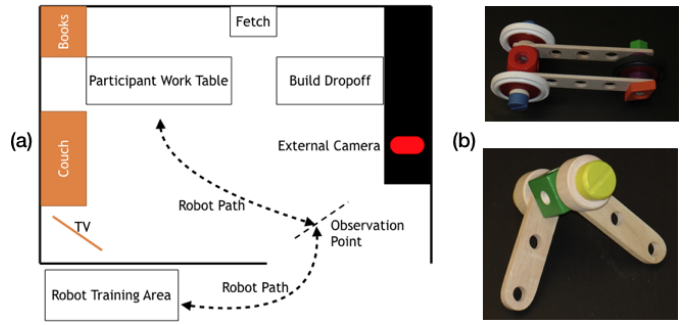 (a)
Books
Fetch
Participant Work Table
Build Dropoff
Couch
External Camera
Robot Path
Observation
Point
TV
Robot Path
Robot Training Area
(b)